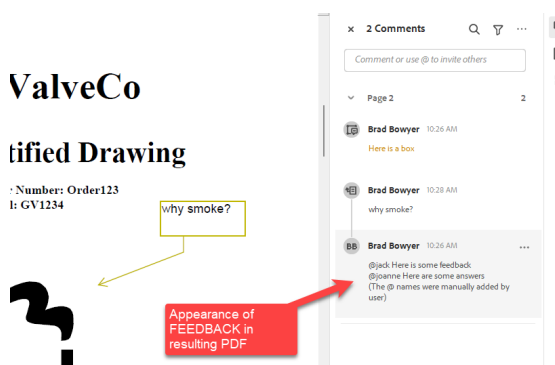 ValveCo
tified Drawing
r Number: Order123
l: GV1234
why smoke?
Appearance of
FEEDBACK in
resulting PDF
× 2 Comments
Comment or use @ to invite others
Page 2 2
Brad Bowyer 10:26 AM
Here is a box
Brad Bowyer 10:28 AM
why smoke?
BB Brad Bowyer 10:26 AM
@jack Here is some feedback
@joanne Here are some answers
(The @ names were manually added by
user)